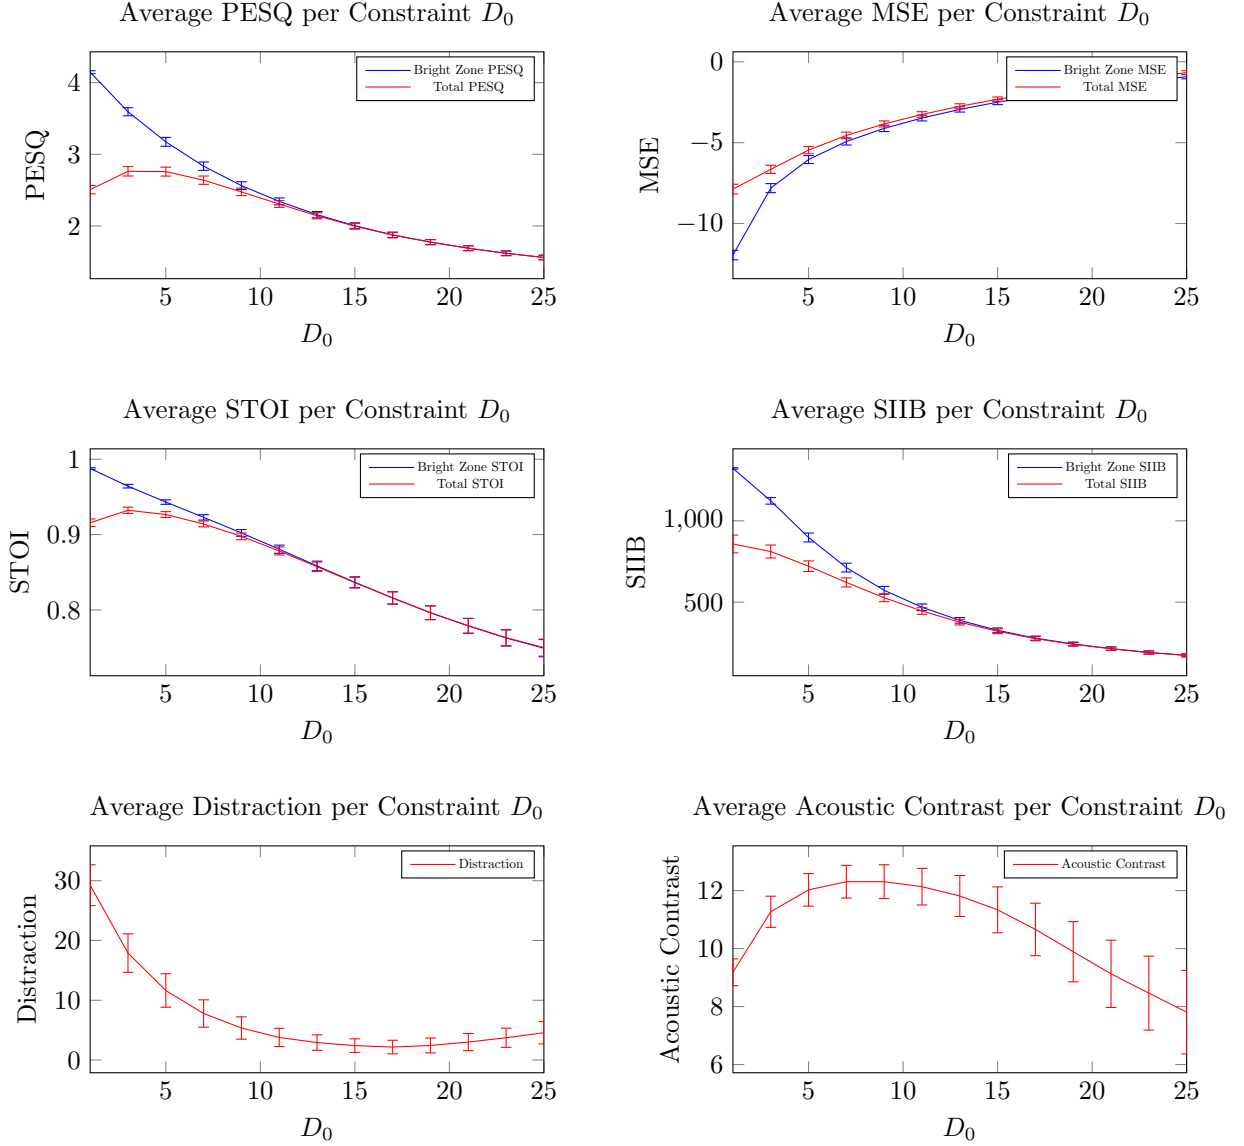 Average PESQ per Constraint D₀
Bright Zone PESQ
Total PESQ
PESQ
4
3
2
5 10 15 20 25
D₀
Average MSE per Constraint D₀
Bright Zone MSE
Total MSE
MSE
0
−5
−10
5 10 15 20 25
D₀
Average STOI per Constraint D₀
Bright Zone STOI
Total STOI
STOI
1
0.9
0.8
5 10 15 20 25
D₀
Average SIIB per Constraint D₀
Bright Zone SIIB
Total SIIB
SIIB
1,000
500
5 10 15 20 25
D₀
Average Distraction per Constraint D₀
Distraction
Distraction
30
20
10
0
5 10 15 20 25
D₀
Average Acoustic Contrast per Constraint D₀
Acoustic Contrast
Acoustic Contrast
12
10
8
6
5 10 15 20 25
D₀